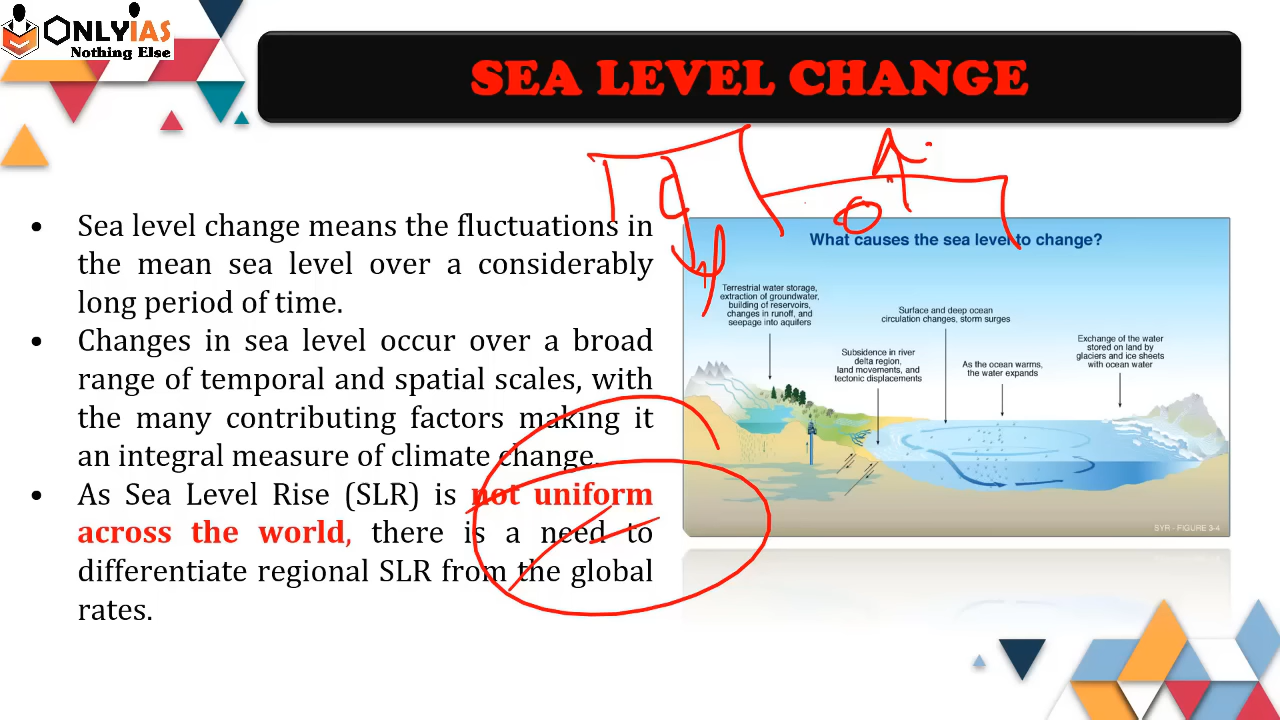 ONLYIAS
Nothing Else
SEA LEVEL CHANGE
• Sea level change means the fluctuations in
the mean sea level over a considerably
long period of time.
• Changes in sea level occur over a broad
range of temporal and spatial scales, with
the many contributing factors making it
an integral measure of climate change.
• As Sea Level Rise (SLR) is not uniform
across the world, there is a need to
differentiate regional SLR from the global
rates.
What causes the sea level to change?
Terrestrial water storage,
extraction of groundwater,
building of reservoirs,
changes in runoff, and
seepage into aquifers
Surface and deep ocean
circulation changes, storm surges
Subsidence in river
delta region,
land movements, and
tectonic displacements
As the ocean warms,
the water expands
Exchange of the water
stored on land by
glaciers and ice sheets
with ocean water
SYR - FIGURE 3-4